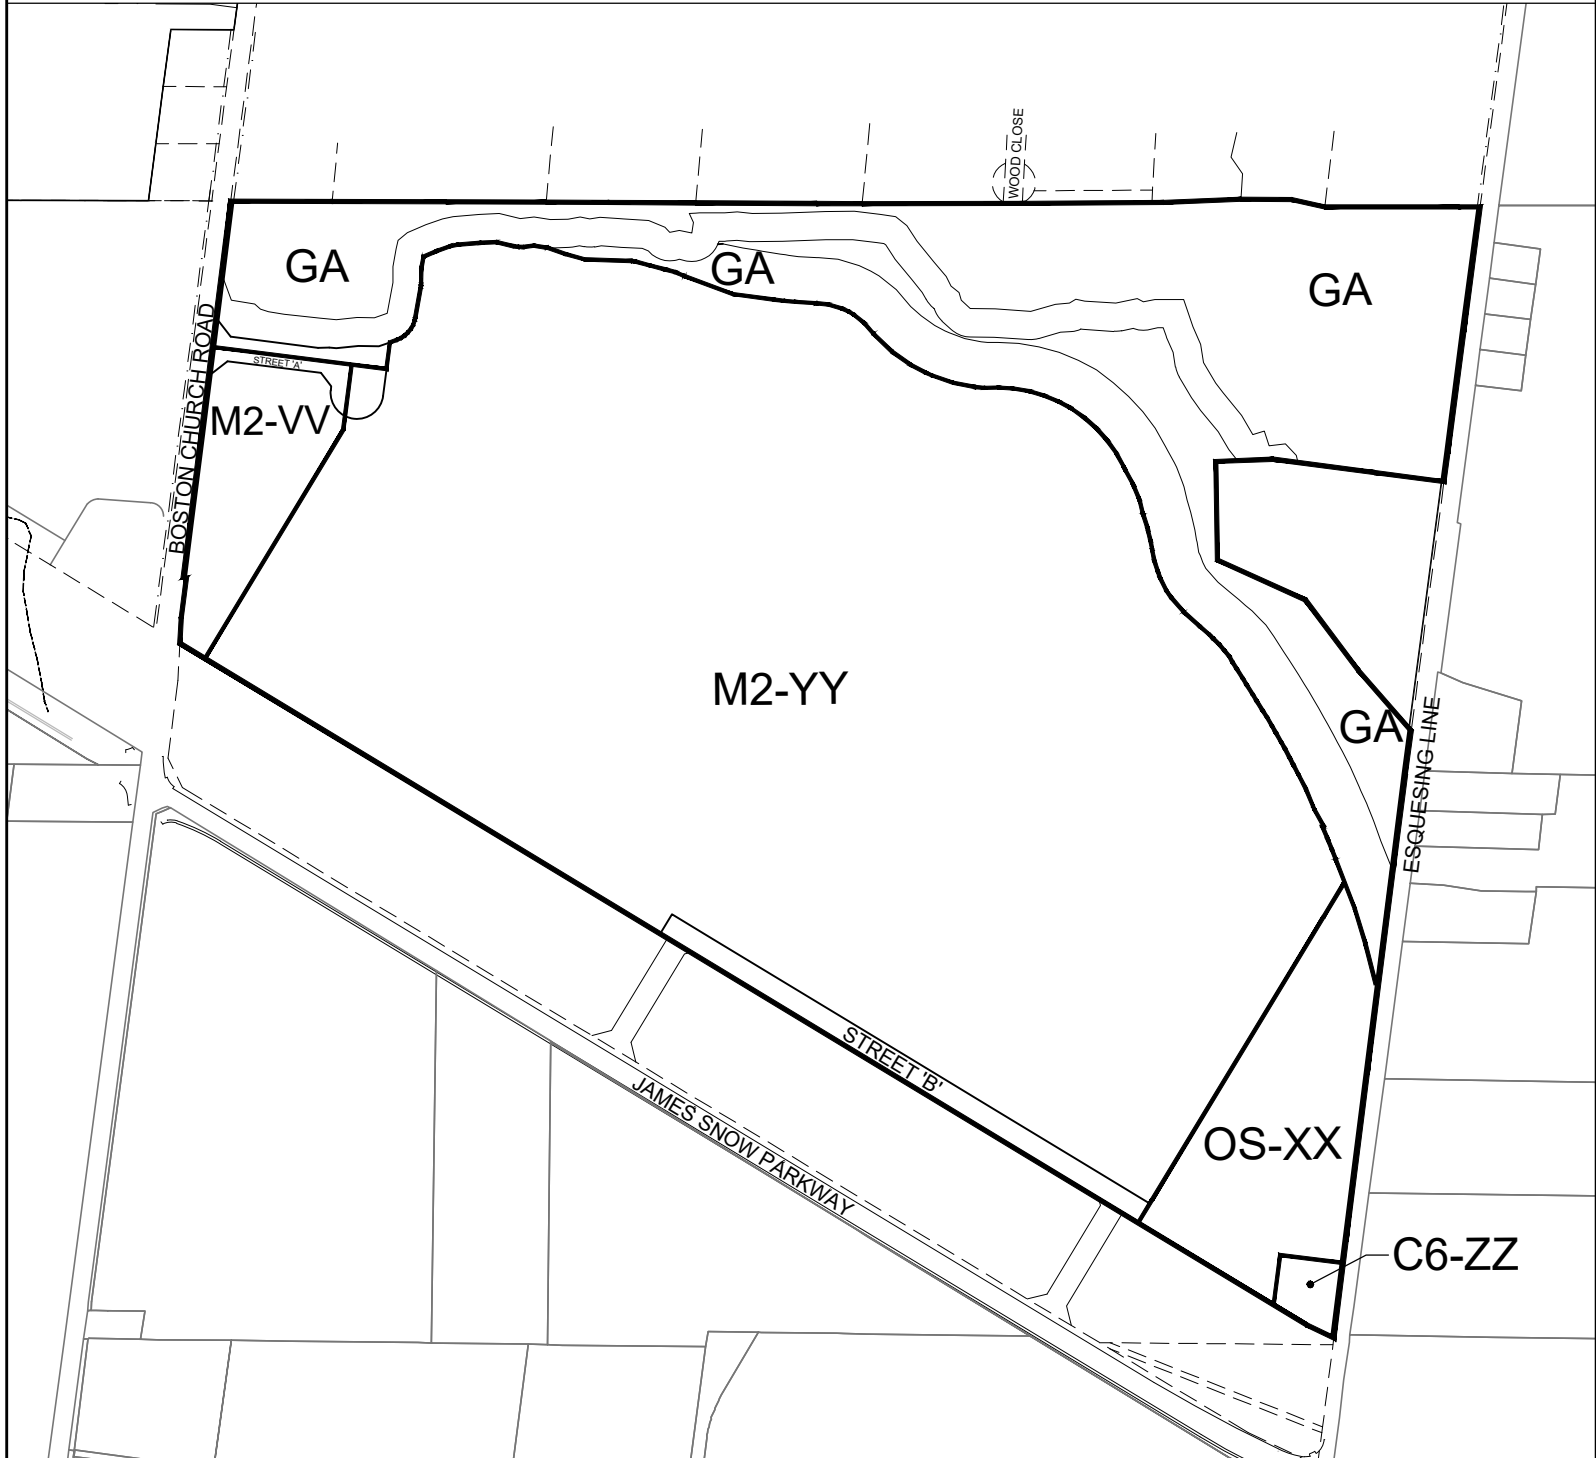 WOOD CLOSE
GA
GA
GA
BOSTON CHURCH ROAD
STREET 'A'
M2-VV
M2-YY
GA
ESQUESING LINE
STREET 'B'
JAMES SNOW PARKWAY
OS-XX
C6-ZZ